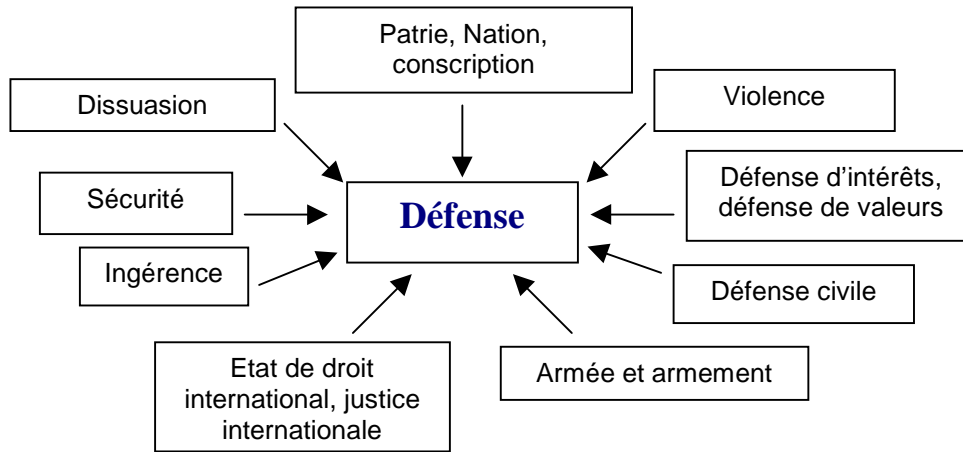 Patrie, Nation,
conscription
Dissuasion
Violence
Sécurité
Défense
Défense d’intérêts,
défense de valeurs
Ingérence
Défense civile
Etat de droit
international, justice
internationale
Armée et armement